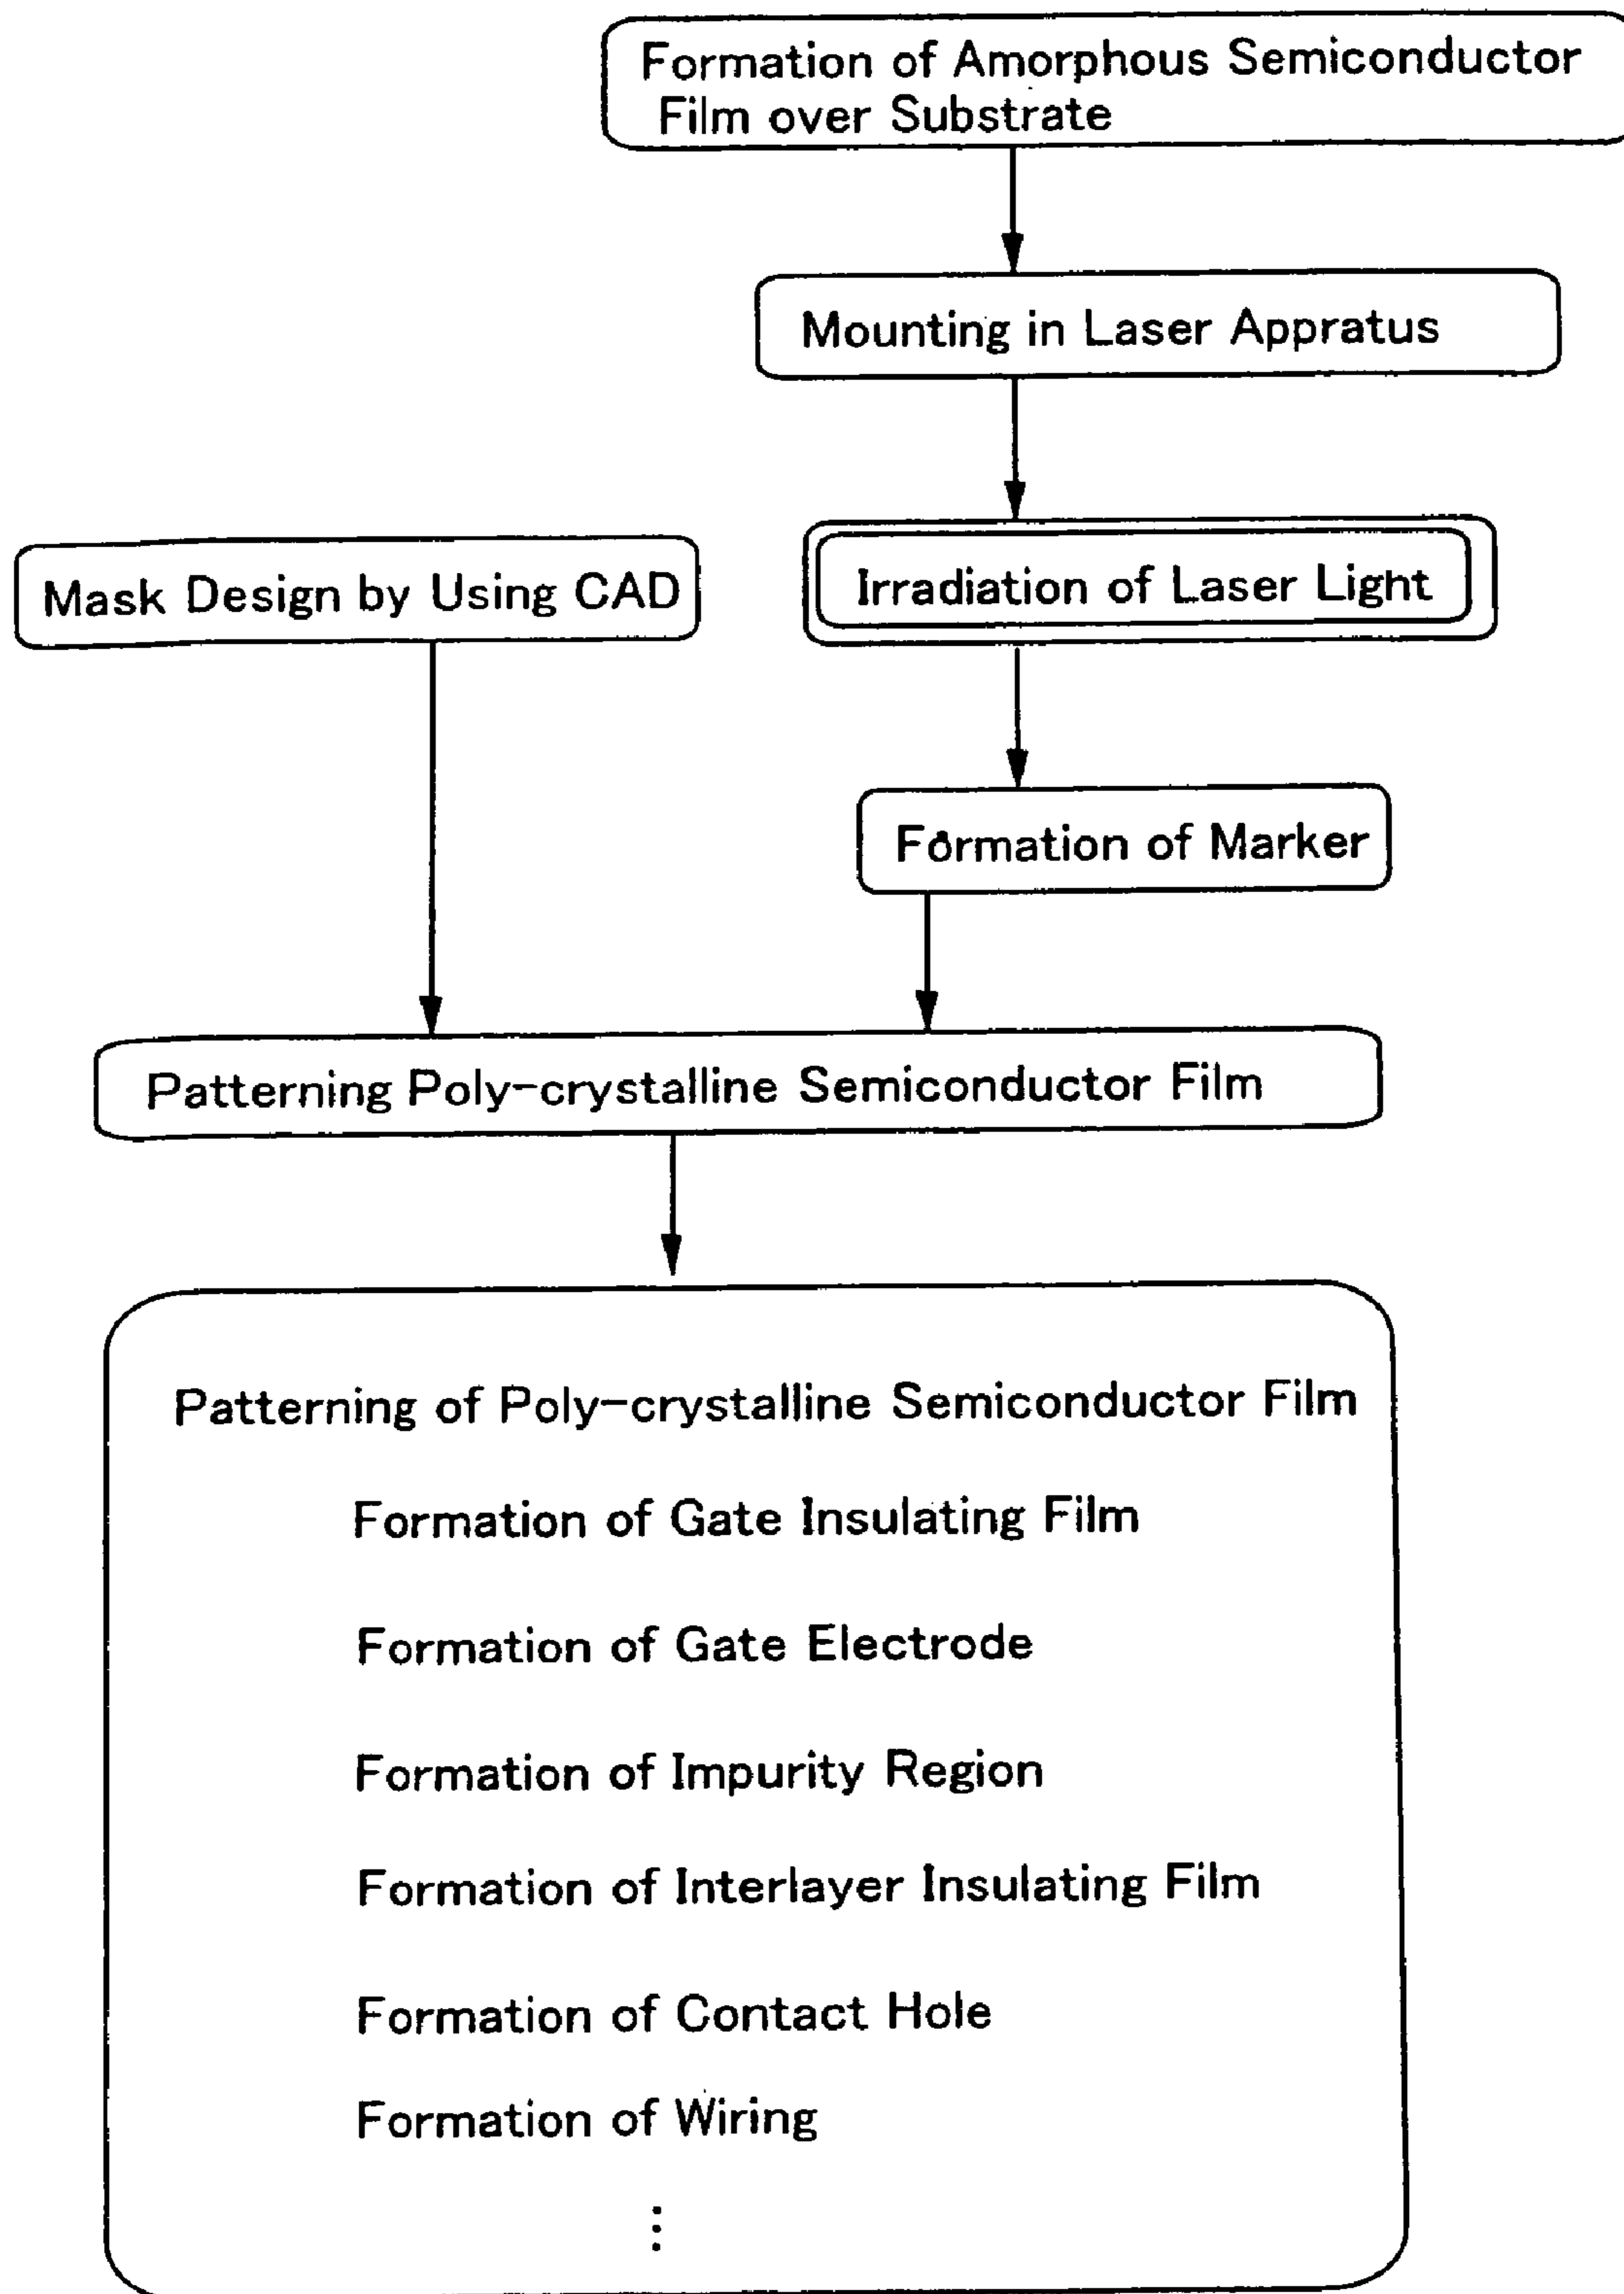 Formation of Amorphous Semiconductor
Film over Substrate
Mounting in Laser Appratus
Mask Design by Using CAD
Irradiation of Laser Light
Formation of Marker
Patterning Poly-crystalline Semiconductor Film
Patterning of Poly-crystalline Semiconductor Film
Formation of Gate Insulating Film
Formation of Gate Electrode
Formation of Impurity Region
Formation of Interlayer Insulating Film
Formation of Contact Hole
Formation of Wiring
⋮